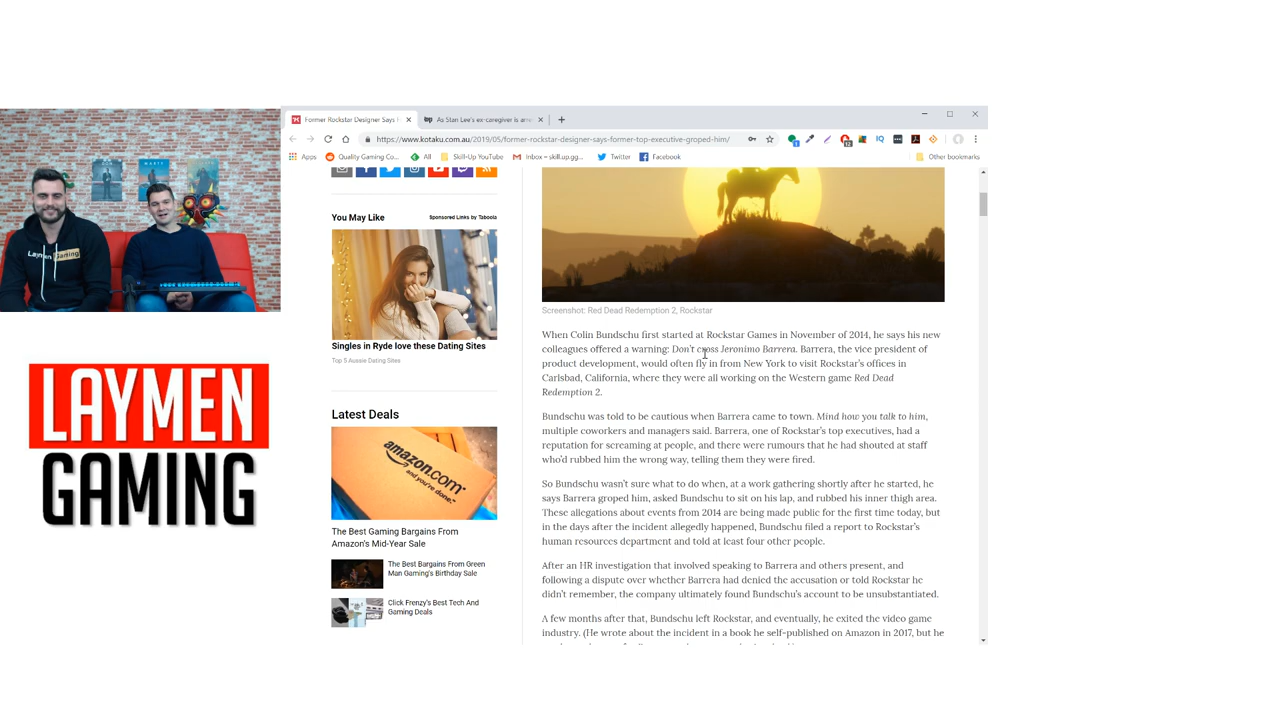 Former Rockstar Designer Says
As Stan Lee's ex-caregiver is arre
https://www.kotaku.com.au/2019/05/former-rockstar-designer-says-former-top-executive-groped-him/
Apps
Quality Gaming Co...
All
Skill-Up YouTube
Inbox – skill.up.gg...
Twitter
Facebook
Other bookmarks
Laymen Gaming
LAYMEN
GAMING
You May Like
Sponsored Links by Taboola
Singles in Ryde love these Dating Sites
Top 5 Aussie Dating Sites
Latest Deals
amazon.com
and you're done.
The Best Gaming Bargains From
Amazon's Mid-Year Sale
The Best Bargains From Green
Man Gaming's Birthday Sale
Click Frenzy's Best Tech And
Gaming Deals
Screenshot: Red Dead Redemption 2, Rockstar
When Colin Bundschu first started at Rockstar Games in November of 2014, he says his new
colleagues offered a warning: Don't cross Jeronimo Barrera. Barrera, the vice president of
product development, would often fly in from New York to visit Rockstar's offices in
Carlsbad, California, where they were all working on the Western game Red Dead
Redemption 2.
Bundschu was told to be cautious when Barrera came to town. Mind how you talk to him,
multiple coworkers and managers said. Barrera, one of Rockstar's top executives, had a
reputation for screaming at people, and there were rumours that he had shouted at staff
who'd rubbed him the wrong way, telling them they were fired.
So Bundschu wasn't sure what to do when, at a work gathering shortly after he started, he
says Barrera groped him, asked Bundschu to sit on his lap, and rubbed his inner thigh area.
These allegations about events from 2014 are being made public for the first time today, but
in the days after the incident allegedly happened, Bundschu filed a report to Rockstar's
human resources department and told at least four other people.
After an HR investigation that involved speaking to Barrera and others present, and
following a dispute over whether Barrera had denied the accusation or told Rockstar he
didn't remember, the company ultimately found Bundschu's account to be unsubstantiated.
A few months after that, Bundschu left Rockstar, and eventually, he exited the video game
industry. (He wrote about the incident in a book he self-published on Amazon in 2017, but he